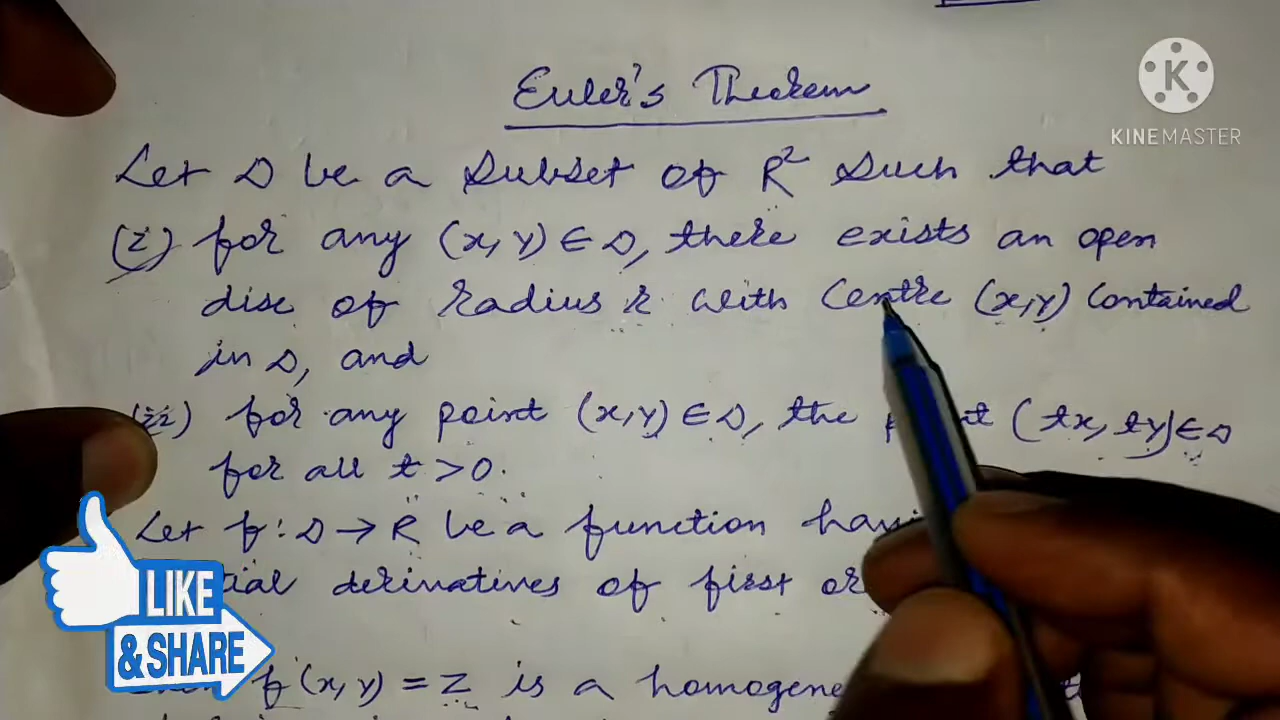 KINEMASTER
Euler's Theorem
Let D be a subset of R² such that
(i) for any (x, y) ∈ D, there exists an open
disc of radius r with centre (x, y) contained
in D, and
(ii) for any point (x, y) ∈ D, the (tx, ty) ∈ D
for all t > 0.
Let f : D → R be a function
derivatives of first
f(x, y) = z is a
LIKE
& SHARE